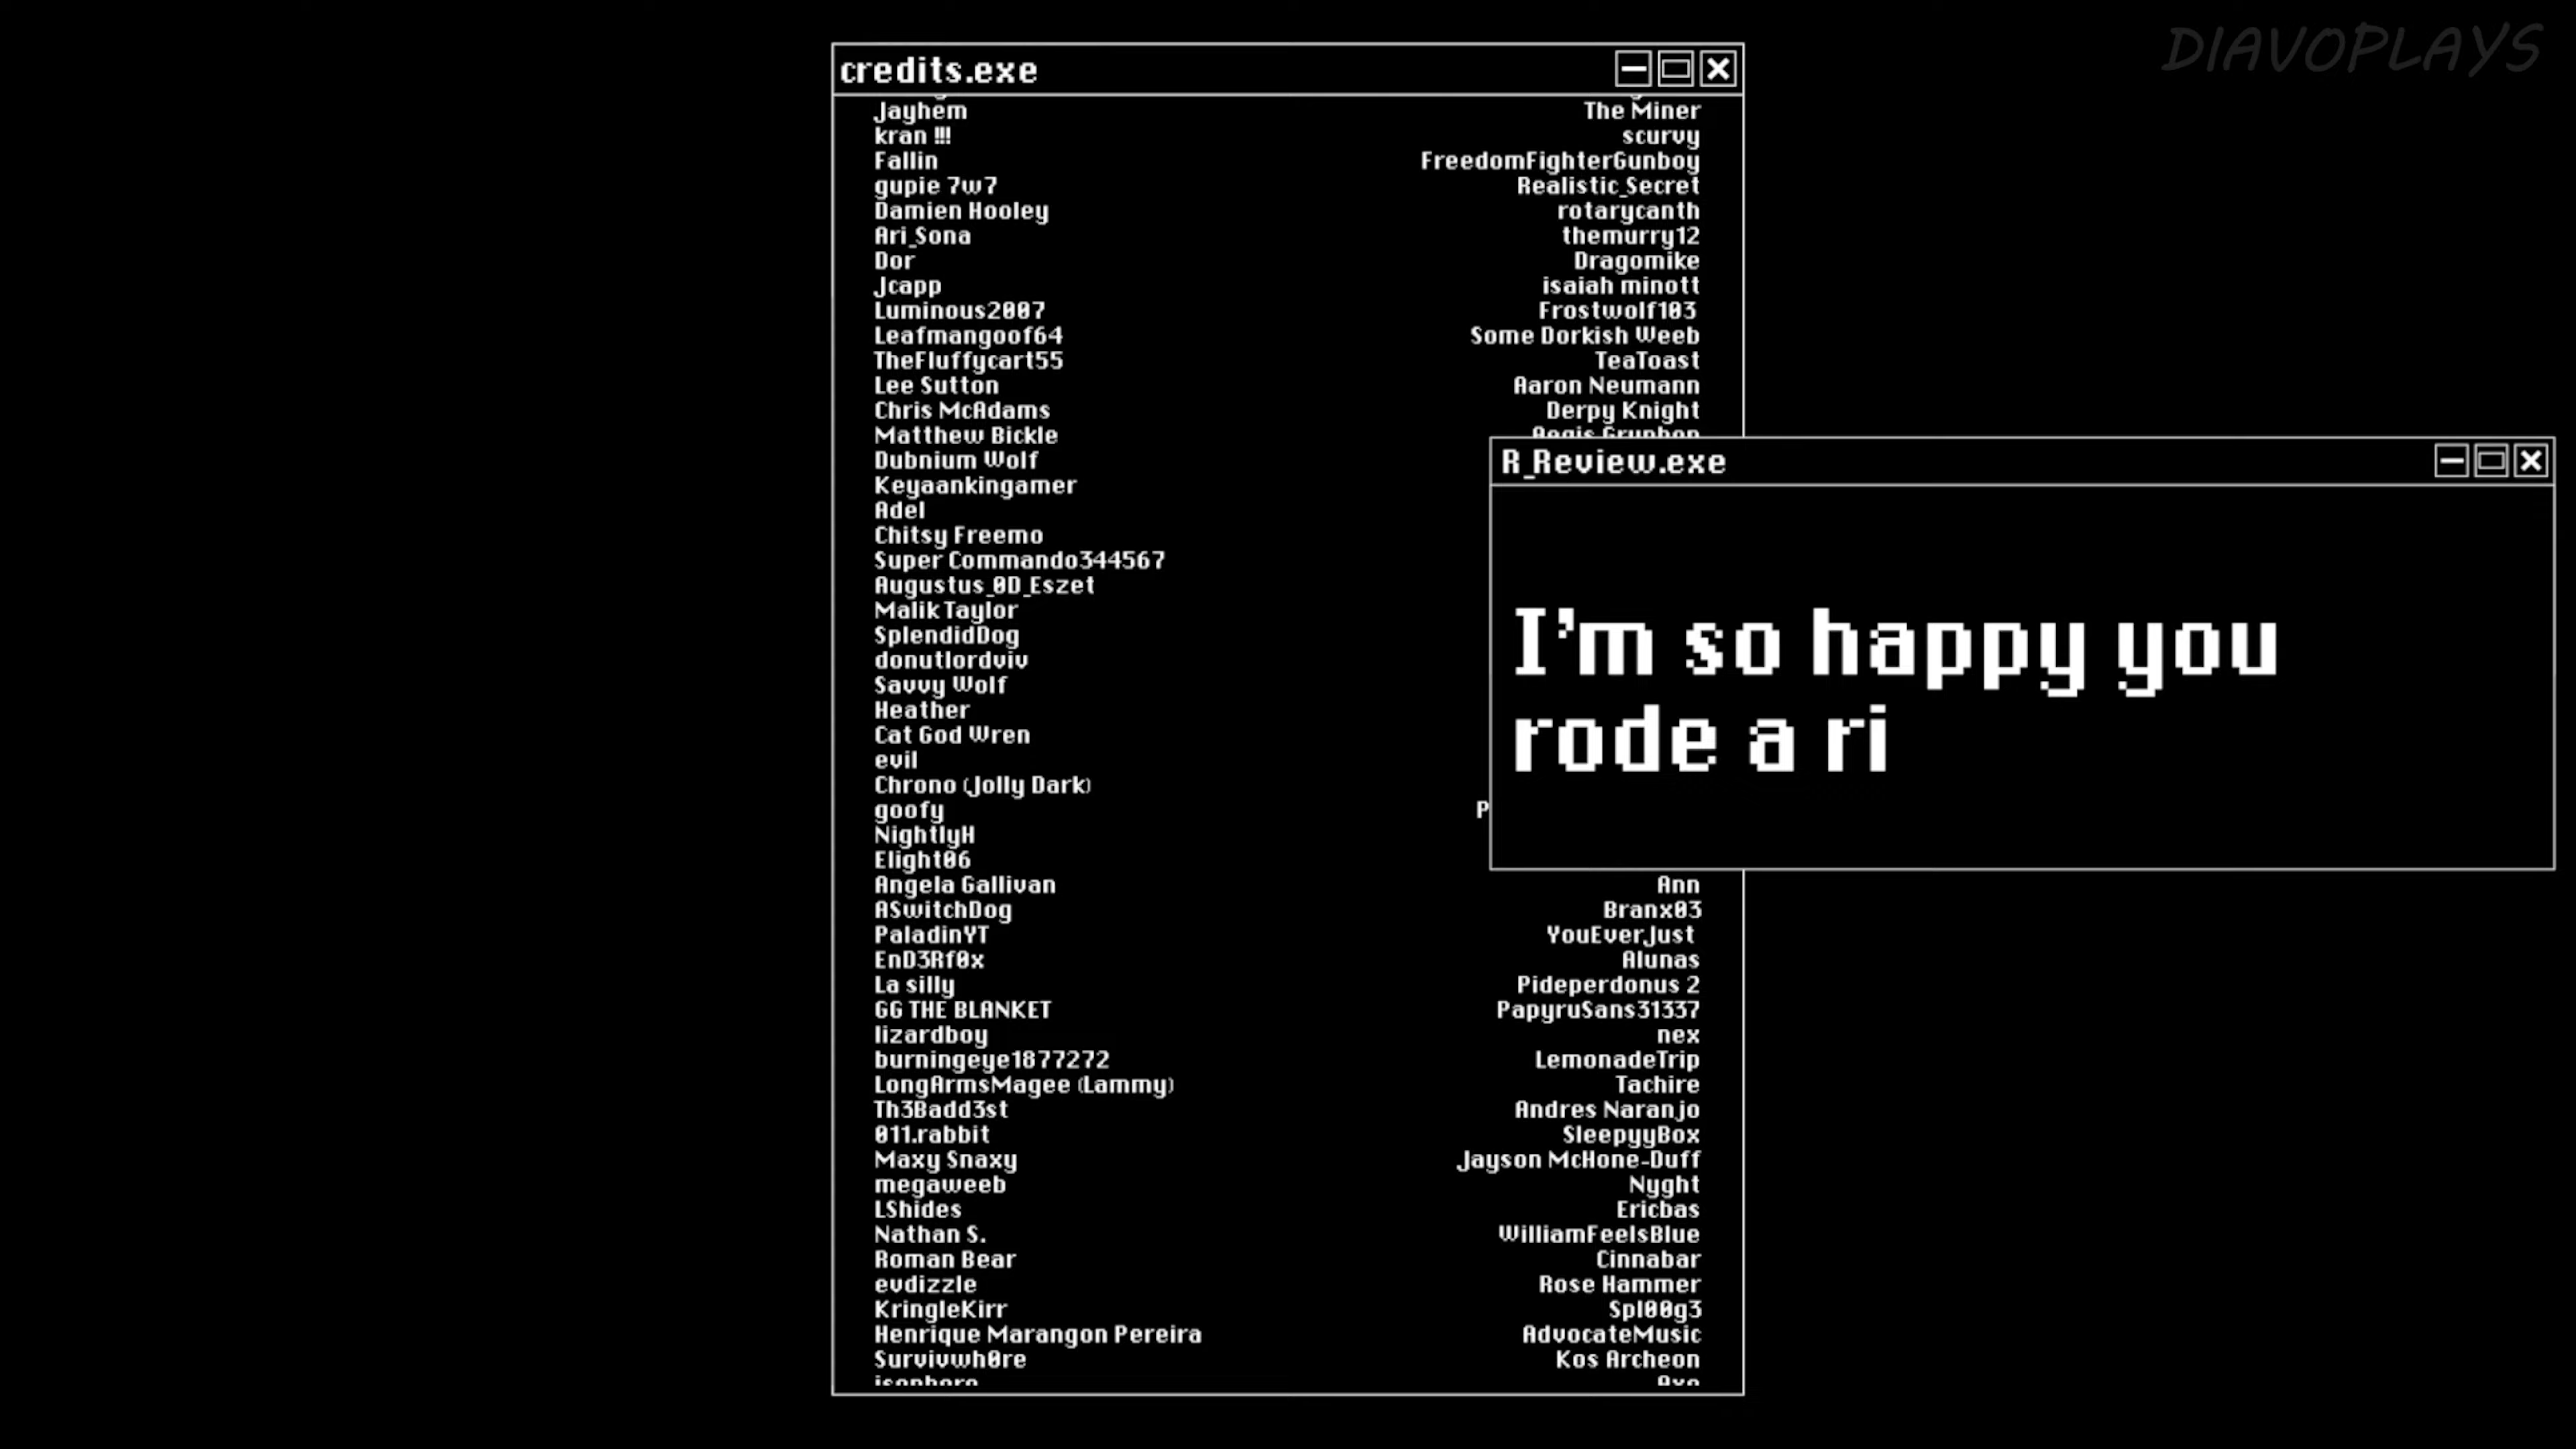 DIAVOPLAYS
credits.exe
Jayhem The Miner
kran !!! scurvy
Fallin FreedomFighterGunboy
gupie 7w7 Realistic_Secret
Damien Hooley rotarycanth
Ari_Sona themurry12
Dor Dragomike
Jcapp isaiah minott
Luminous2007 Frostwolf103
Leafmangoof64 Some Dorkish Weeb
TheFluffycart55 TeaToast
Lee Sutton Aaron Neumann
Chris McAdams Derpy Knight
Matthew Bickle
Dubnium Wolf
Keyaankingamer
Adel
Chitsy Freemo
Super Commando344567
Augustus_0D_Eszet
Malik Taylor
SplendidDog
donutlordviv
Savvy Wolf
Heather
Cat God Wren
evil
Chrono (Jolly Dark)
goofy P
NightlyH
Elight06
Angela Gallivan Ann
ASwitchDog Branx03
PaladinYT YouEverJust
EnD3Rf0x Alunas
La silly Pideperdonus 2
GG THE BLANKET PapyruSans31337
lizardboy nex
burningeye1877272 LemonadeTrip
LongArmsMagee (Lammy) Tachire
Th3Badd3st Andres Naranjo
011.rabbit SleepyyBox
Maxy Snaxy Jayson McHone-Duff
megaweeb Nyght
LShides Ericbas
Nathan S. WilliamFeelsBlue
Roman Bear Cinnabar
evdizzle Rose Hammer
KringleKirr Spl00g3
Henrique Marangon Pereira AdvocateMusic
Survivwh0re Kos Archeon
R_Review.exe
I'm so happy you
rode a ri